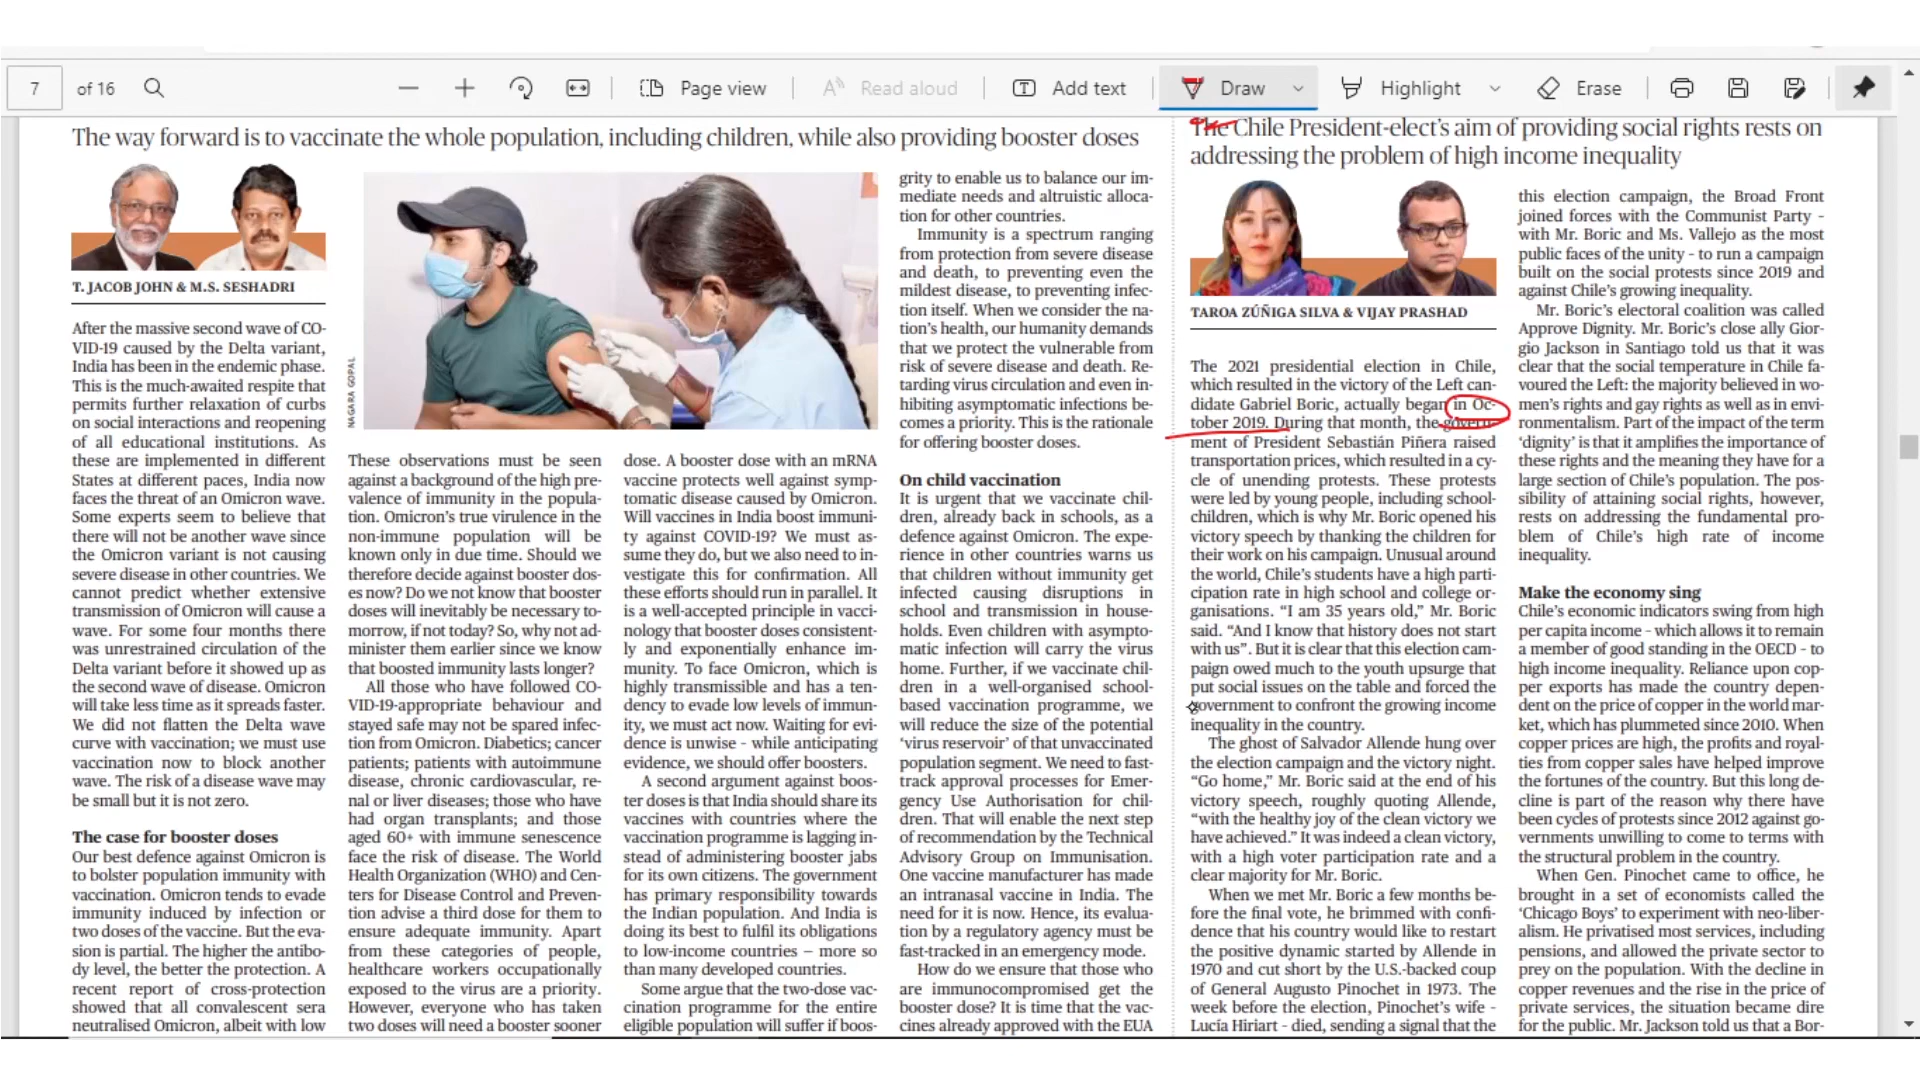 7 of 16
Page view
Read aloud
Add text
Draw
Highlight
Erase
The way forward is to vaccinate the whole population, including children, while also providing booster doses
T. JACOB JOHN & M.S. SESHADRI
After the massive second wave of CO-
VID-19 caused by the Delta variant,
India has been in the endemic phase.
This is the much-awaited respite that
permits further relaxation of curbs
on social interactions and reopening
of all educational institutions. As
these are implemented in different
States at different paces, India now
faces the threat of an Omicron wave.
Some experts seem to believe that
there will not be another wave since
the Omicron variant is not causing
severe disease in other countries. We
cannot predict whether extensive
transmission of Omicron will cause a
wave. For some four months there
was unrestrained circulation of the
Delta variant before it showed up as
the second wave of disease. Omicron
will take less time as it spreads faster.
We did not flatten the Delta wave
curve with vaccination; we must use
vaccination now to block another
wave. The risk of a disease wave may
be small but it is not zero.
The case for booster doses
Our best defence against Omicron is
to bolster population immunity with
vaccination. Omicron tends to evade
immunity induced by infection or
two doses of the vaccine. But the eva-
sion is partial. The higher the antibo-
dy level, the better the protection. A
recent report of cross-protection
showed that all convalescent sera
neutralised Omicron, albeit with low
NAGARA GOPAL
These observations must be seen
against a background of the high pre-
valence of immunity in the popula-
tion. Omicron's true virulence in the
non-immune population will be
known only in due time. Should we
therefore decide against booster dos-
es now? Do we not know that booster
doses will inevitably be necessary to-
morrow, if not today? So, why not ad-
minister them earlier since we know
that boosted immunity lasts longer?
All those who have followed CO-
VID-19-appropriate behaviour and
stayed safe may not be spared infec-
tion from Omicron. Diabetics; cancer
patients; patients with autoimmune
disease, chronic cardiovascular, re-
nal or liver diseases; those who have
had organ transplants; and those
aged 60+ with immune senescence
face the risk of disease. The World
Health Organization (WHO) and Cen-
ters for Disease Control and Preven-
tion advise a third dose for them to
ensure adequate immunity. Apart
from these categories of people,
healthcare workers occupationally
exposed to the virus are a priority.
However, everyone who has taken
two doses will need a booster sooner
dose. A booster dose with an mRNA
vaccine protects well against symp-
tomatic disease caused by Omicron.
Will vaccines in India boost immuni-
ty against COVID-19? We must as-
sume they do, but we also need to in-
vestigate this for confirmation. All
these efforts should run in parallel. It
is a well-accepted principle in vacci-
nology that booster doses consistent-
ly and exponentially enhance im-
munity. To face Omicron, which is
highly transmissible and has a ten-
dency to evade low levels of immun-
ity, we must act now. Waiting for evi-
dence is unwise - while anticipating
evidence, we should offer boosters.
A second argument against boos-
ter doses is that India should share its
vaccines with countries where the
vaccination programme is lagging in-
stead of administering booster jabs
for its own citizens. The government
has primary responsibility towards
the Indian population. And India is
doing its best to fulfil its obligations
to low-income countries – more so
than many developed countries.
Some argue that the two-dose vac-
cination programme for the entire
eligible population will suffer if boos-
grity to enable us to balance our im-
mediate needs and altruistic alloca-
tion for other countries.
Immunity is a spectrum ranging
from protection from severe disease
and death, to preventing even the
mildest disease, to preventing infec-
tion itself. When we consider the na-
tion's health, our humanity demands
that we protect the vulnerable from
risk of severe disease and death. Re-
tarding virus circulation and even in-
hibiting asymptomatic infections be-
comes a priority. This is the rationale
for offering booster doses.
On child vaccination
It is urgent that we vaccinate chil-
dren, already back in schools, as a
defence against Omicron. The expe-
rience in other countries warns us
that children without immunity get
infected causing disruptions in
school and transmission in house-
holds. Even children with asympto-
matic infection will carry the virus
home. Further, if we vaccinate chil-
dren in a well-organised school-
based vaccination programme, we
will reduce the size of the potential
'virus reservoir' of that unvaccinated
population segment. We need to fast-
track approval processes for Emer-
gency Use Authorisation for chil-
dren. That will enable the next step
of recommendation by the Technical
Advisory Group on Immunisation.
One vaccine manufacturer has made
an intranasal vaccine in India. The
need for it is now. Hence, its evalua-
tion by a regulatory agency must be
fast-tracked in an emergency mode.
How do we ensure that those who
are immunocompromised get the
booster dose? It is time that the vac-
cines already approved with the EUA
The Chile President-elect's aim of providing social rights rests on
addressing the problem of high income inequality
TAROA ZÚÑIGA SILVA & VIJAY PRASHAD
The 2021 presidential election in Chile,
which resulted in the victory of the Left can-
didate Gabriel Boric, actually began in Oc-
tober 2019. During that month, the govern-
ment of President Sebastián Piñera raised
transportation prices, which resulted in a cy-
cle of unending protests. These protests
were led by young people, including school-
children, which is why Mr. Boric opened his
victory speech by thanking the children for
their work on his campaign. Unusual around
the world, Chile's students have a high parti-
cipation rate in high school and college or-
ganisations. "I am 35 years old," Mr. Boric
said. "And I know that history does not start
with us". But it is clear that this election cam-
paign owed much to the youth upsurge that
put social issues on the table and forced the
government to confront the growing income
inequality in the country.
The ghost of Salvador Allende hung over
the election campaign and the victory night.
"Go home," Mr. Boric said at the end of his
victory speech, roughly quoting Allende,
"with the healthy joy of the clean victory we
have achieved." It was indeed a clean victory,
with a high voter participation rate and a
clear majority for Mr. Boric.
When we met Mr. Boric a few months be-
fore the final vote, he brimmed with confi-
dence that his country would like to restart
the positive dynamic started by Allende in
1970 and cut short by the U.S.-backed coup
of General Augusto Pinochet in 1973. The
week before the election, Pinochet's wife -
Lucía Hiriart - died, sending a signal that the
this election campaign, the Broad Front
joined forces with the Communist Party -
with Mr. Boric and Ms. Vallejo as the most
public faces of the unity - to run a campaign
built on the social protests since 2019 and
against Chile's growing inequality.
Mr. Boric's electoral coalition was called
Approve Dignity. Mr. Boric's close ally Gior-
gio Jackson in Santiago told us that it was
clear that the social temperature in Chile fa-
voured the Left: the majority believed in wo-
men's rights and gay rights as well as in envi-
ronmentalism. Part of the impact of the term
'dignity' is that it amplifies the importance of
these rights and the meaning they have for a
large section of Chile's population. The pos-
sibility of attaining social rights, however,
rests on addressing the fundamental pro-
blem of Chile's high rate of income
inequality.
Make the economy sing
Chile's economic indicators swing from high
per capita income - which allows it to remain
a member of good standing in the OECD - to
high income inequality. Reliance upon cop-
per exports has made the country depen-
dent on the price of copper in the world mar-
ket, which has plummeted since 2010. When
copper prices are high, the profits and royal-
ties from copper sales have helped improve
the fortunes of the country. But this long de-
cline is part of the reason why there have
been cycles of protests since 2012 against go-
vernments unwilling to come to terms with
the structural problem in the country.
When Gen. Pinochet came to office, he
brought in a set of economists called the
'Chicago Boys' to experiment with neo-liber-
alism. He privatised most services, including
pensions, and allowed the private sector to
prey on the population. With the decline in
copper revenues and the rise in the price of
private services, the situation became dire
for the public. Mr. Jackson told us that a Bor-